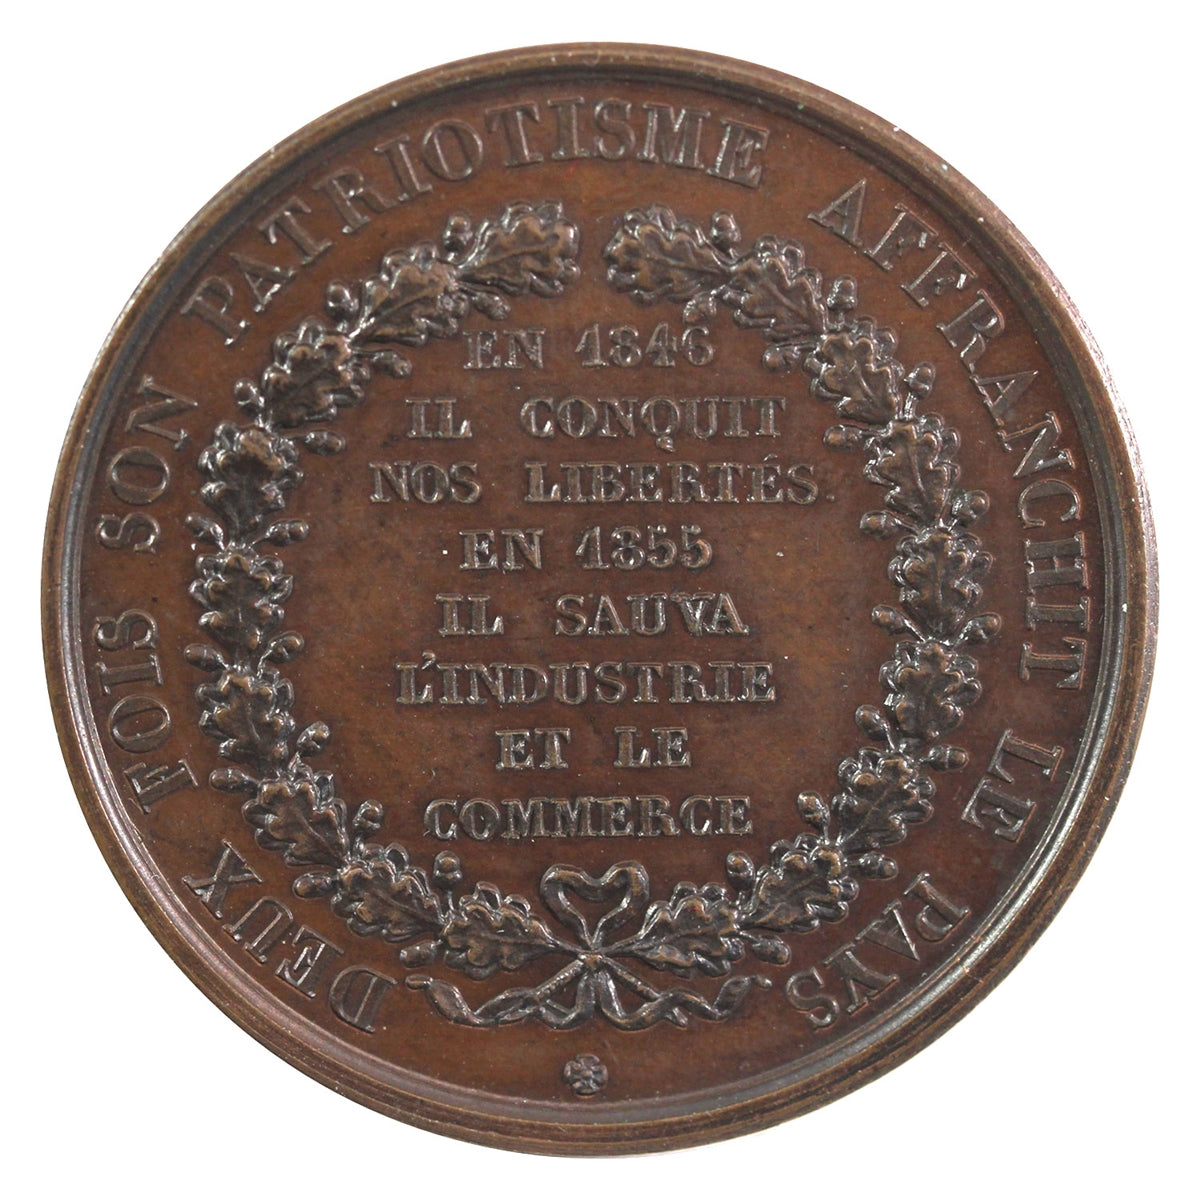 DEUX FOIS SON PATRIOTISME AFFRANCHIT LE PAYS
EN 1846
IL CONQUIT
NOS LIBERTÉS
EN 1855
IL SAUVA
L'INDUSTRIE
ET LE
COMMERCE